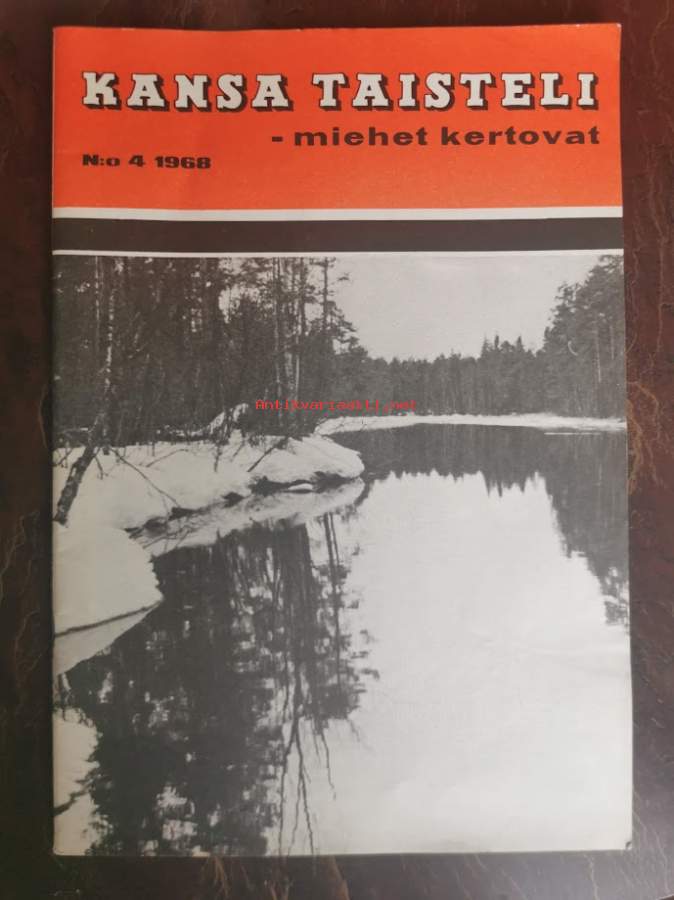 KANSA TAISTELI
- miehet kertovat
N:o 4 1968
Antikvariaatti.net